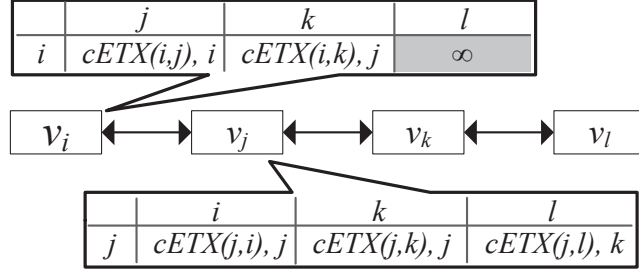 j k l
i cETX(i,j), i cETX(i,k), j ∞
v_i v_j v_k v_l
i k l
j cETX(j,i), j cETX(j,k), j cETX(j,l), k